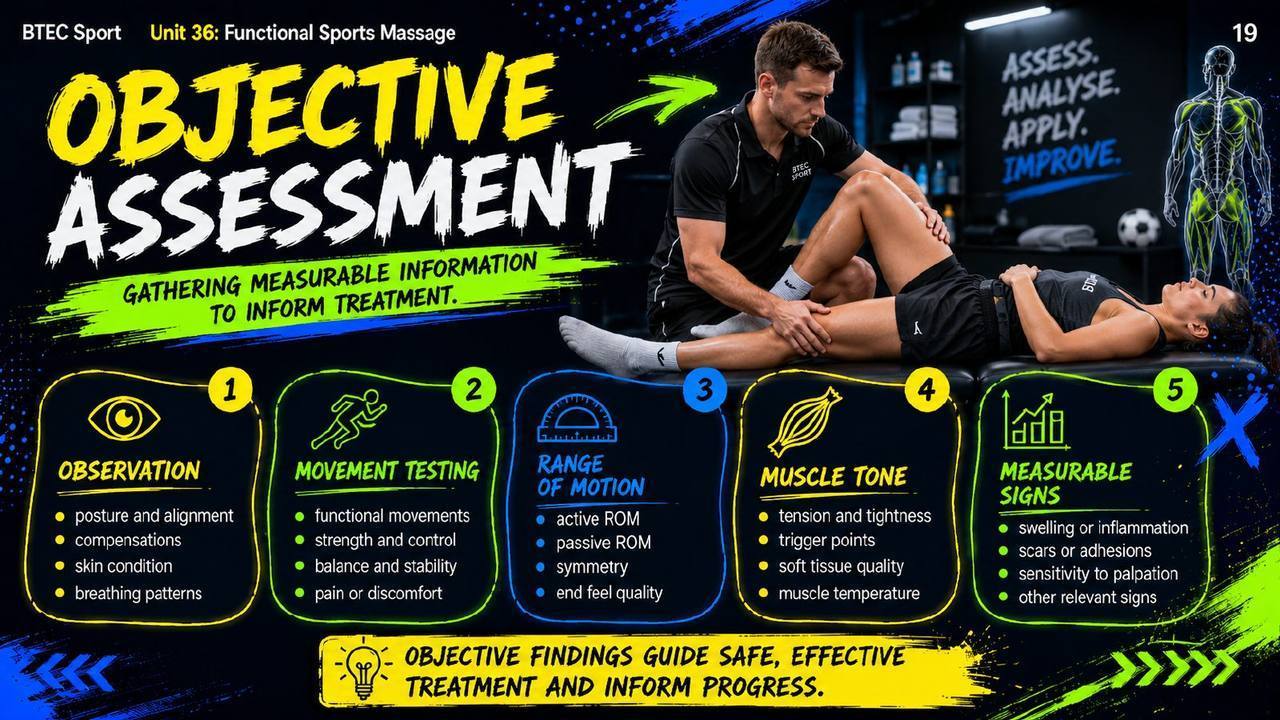 BTEC Sport Unit 36: Functional Sports Massage
19
OBJECTIVE
ASSESSMENT
GATHERING MEASURABLE INFORMATION
TO INFORM TREATMENT.
BTEC
SPORT
ASSESS.
ANALYSE.
APPLY.
IMPROVE.
1
OBSERVATION
posture and alignment
compensations
skin condition
breathing patterns
2
MOVEMENT TESTING
functional movements
strength and control
balance and stability
pain or discomfort
3
RANGE
OF MOTION
active ROM
passive ROM
symmetry
end feel quality
4
MUSCLE TONE
tension and tightness
trigger points
soft tissue quality
muscle temperature
5
MEASURABLE
SIGNS
swelling or inflammation
scars or adhesions
sensitivity to palpation
other relevant signs
OBJECTIVE FINDINGS GUIDE SAFE, EFFECTIVE
TREATMENT AND INFORM PROGRESS.